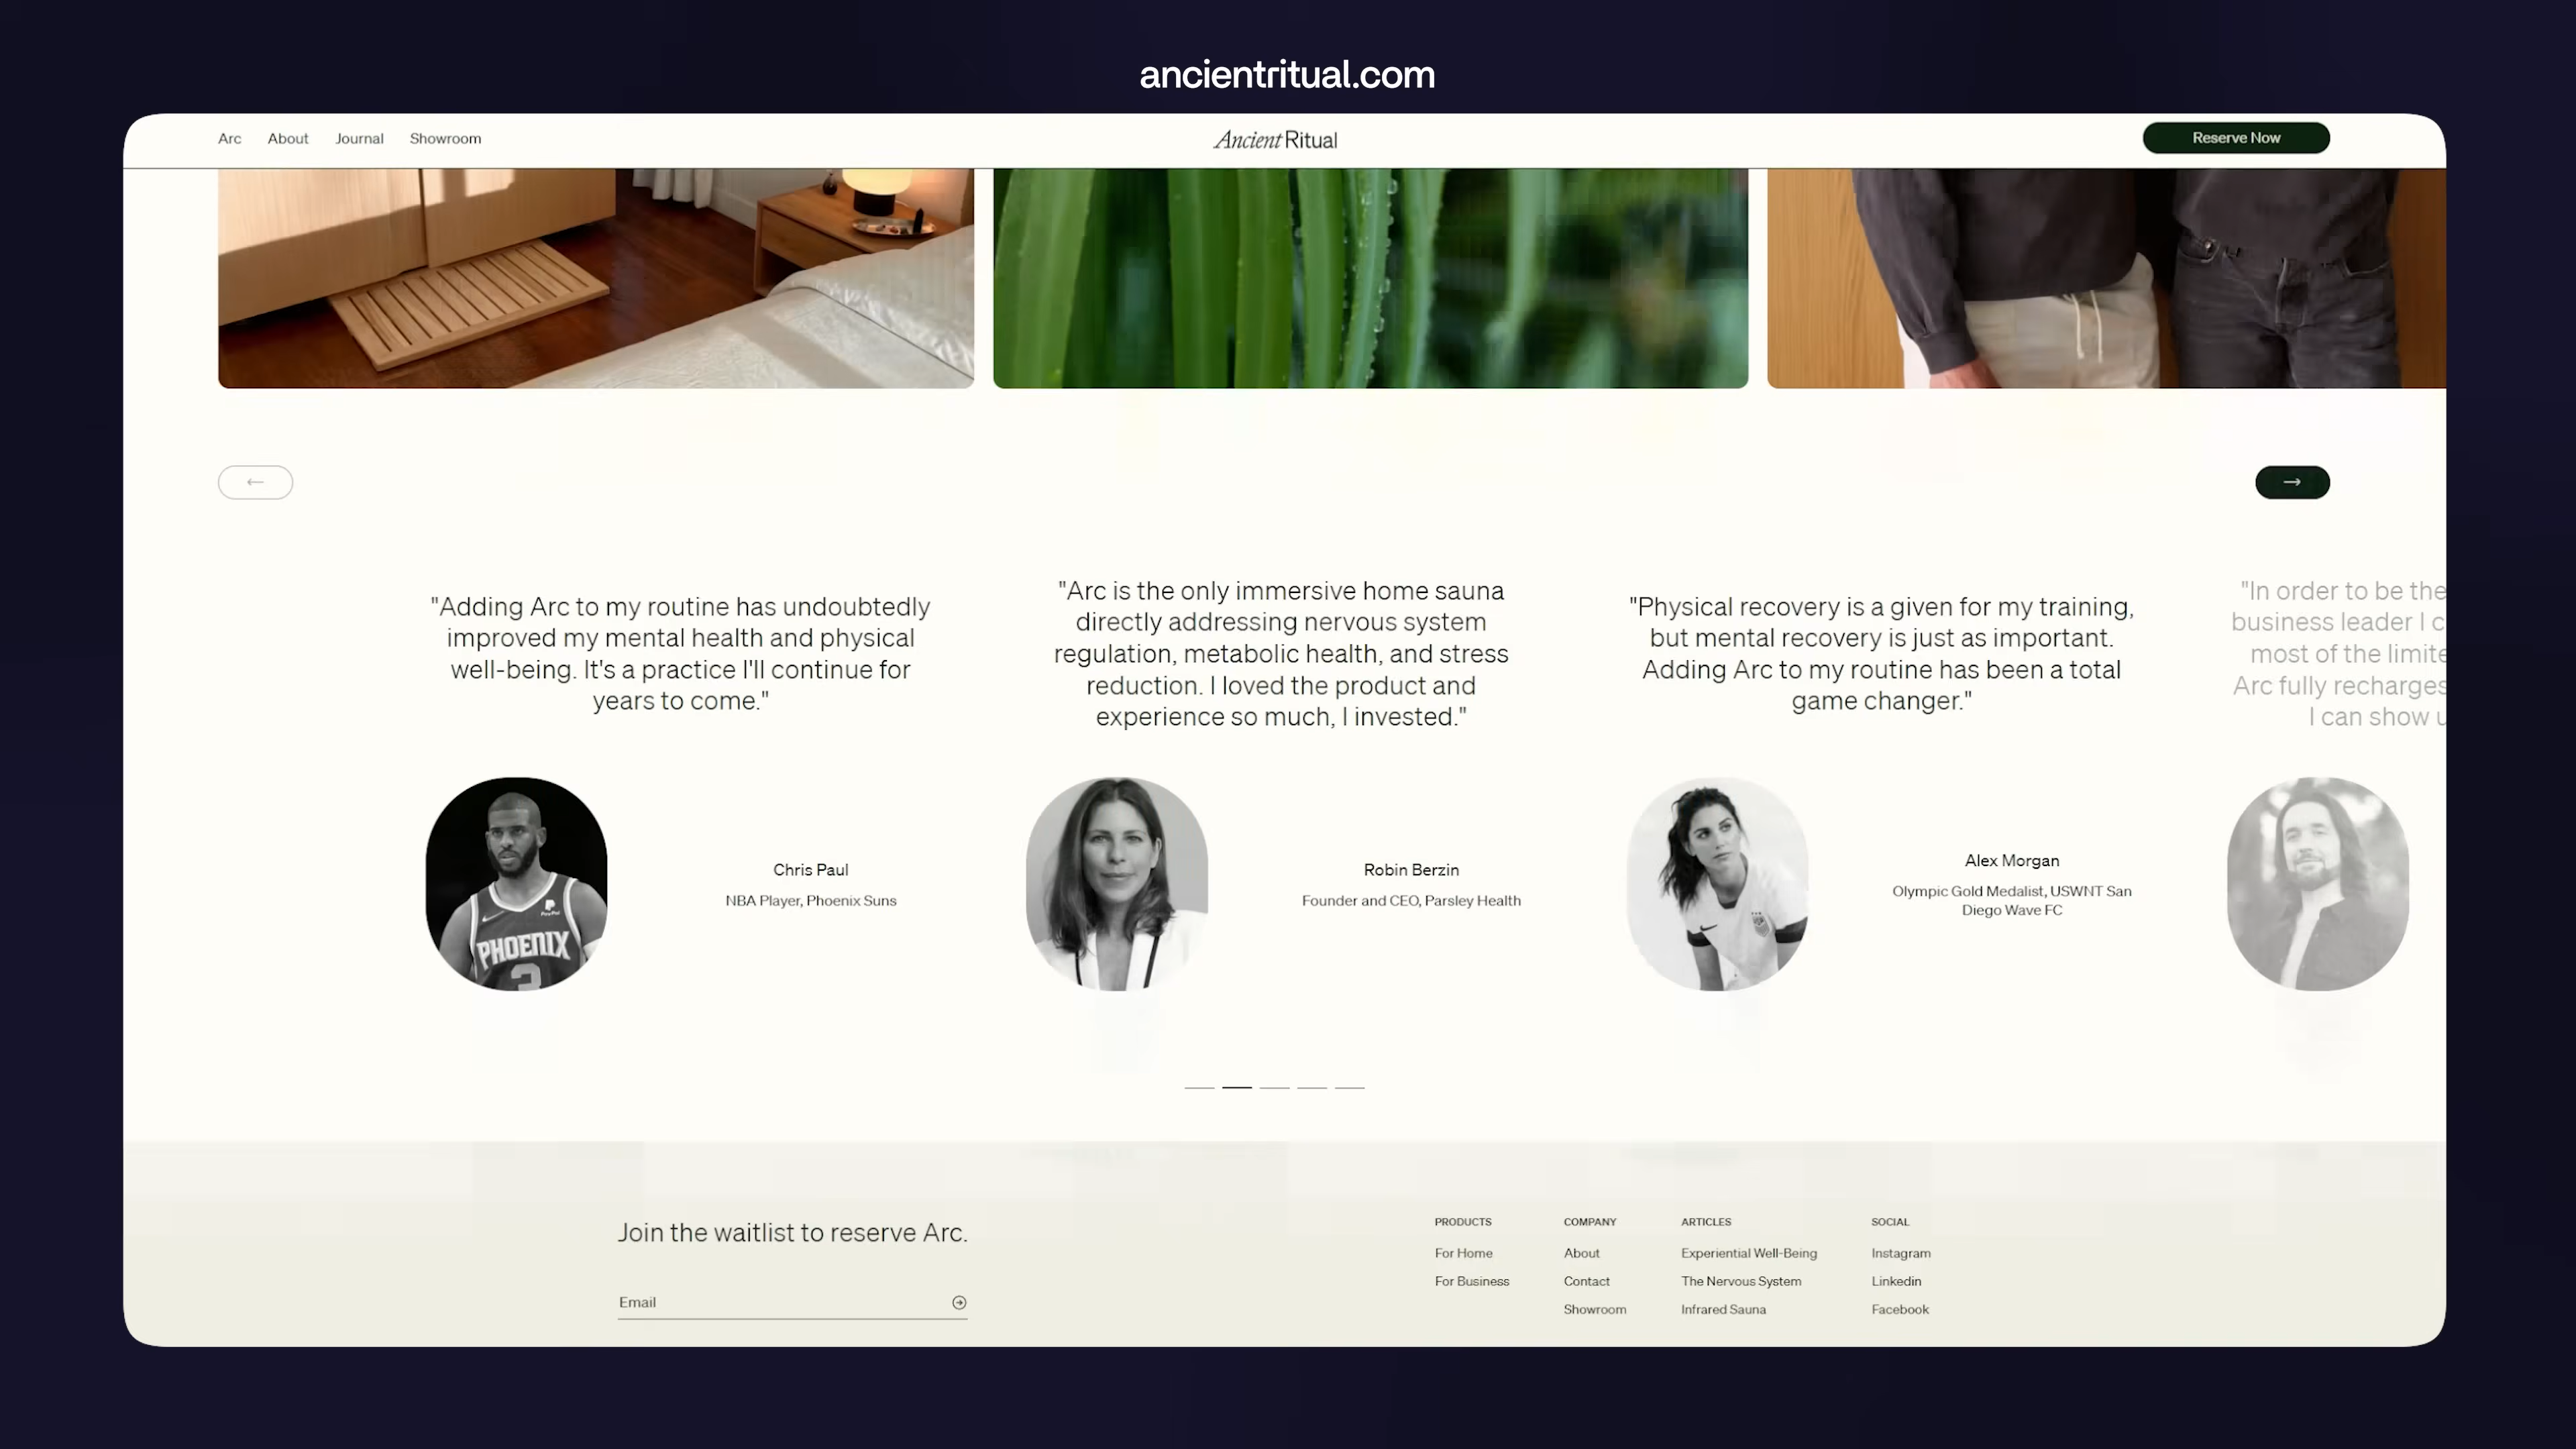 ancientritual.com
Arc
About
Journal
Showroom
Ancient Ritual
Reserve Now
"Adding Arc to my routine has undoubtedly
improved my mental health and physical
well-being. It's a practice I'll continue for
years to come."
Chris Paul
NBA Player, Phoenix Suns
PayPal
PHOENIX
3
"Arc is the only immersive home sauna
directly addressing nervous system
regulation, metabolic health, and stress
reduction. I loved the product and
experience so much, I invested."
Robin Berzin
Founder and CEO, Parsley Health
"Physical recovery is a given for my training,
but mental recovery is just as important.
Adding Arc to my routine has been a total
game changer."
Alex Morgan
Olympic Gold Medalist, USWNT San
Diego Wave FC
"In order to be the
business leader I
most of the
Arc fully recharges
I can show
Join the waitlist to reserve Arc.
Email
PRODUCTS
For Home
For Business
COMPANY
About
Contact
Showroom
ARTICLES
Experiential Well-Being
The Nervous System
Infrared Sauna
SOCIAL
Instagram
Linkedin
Facebook